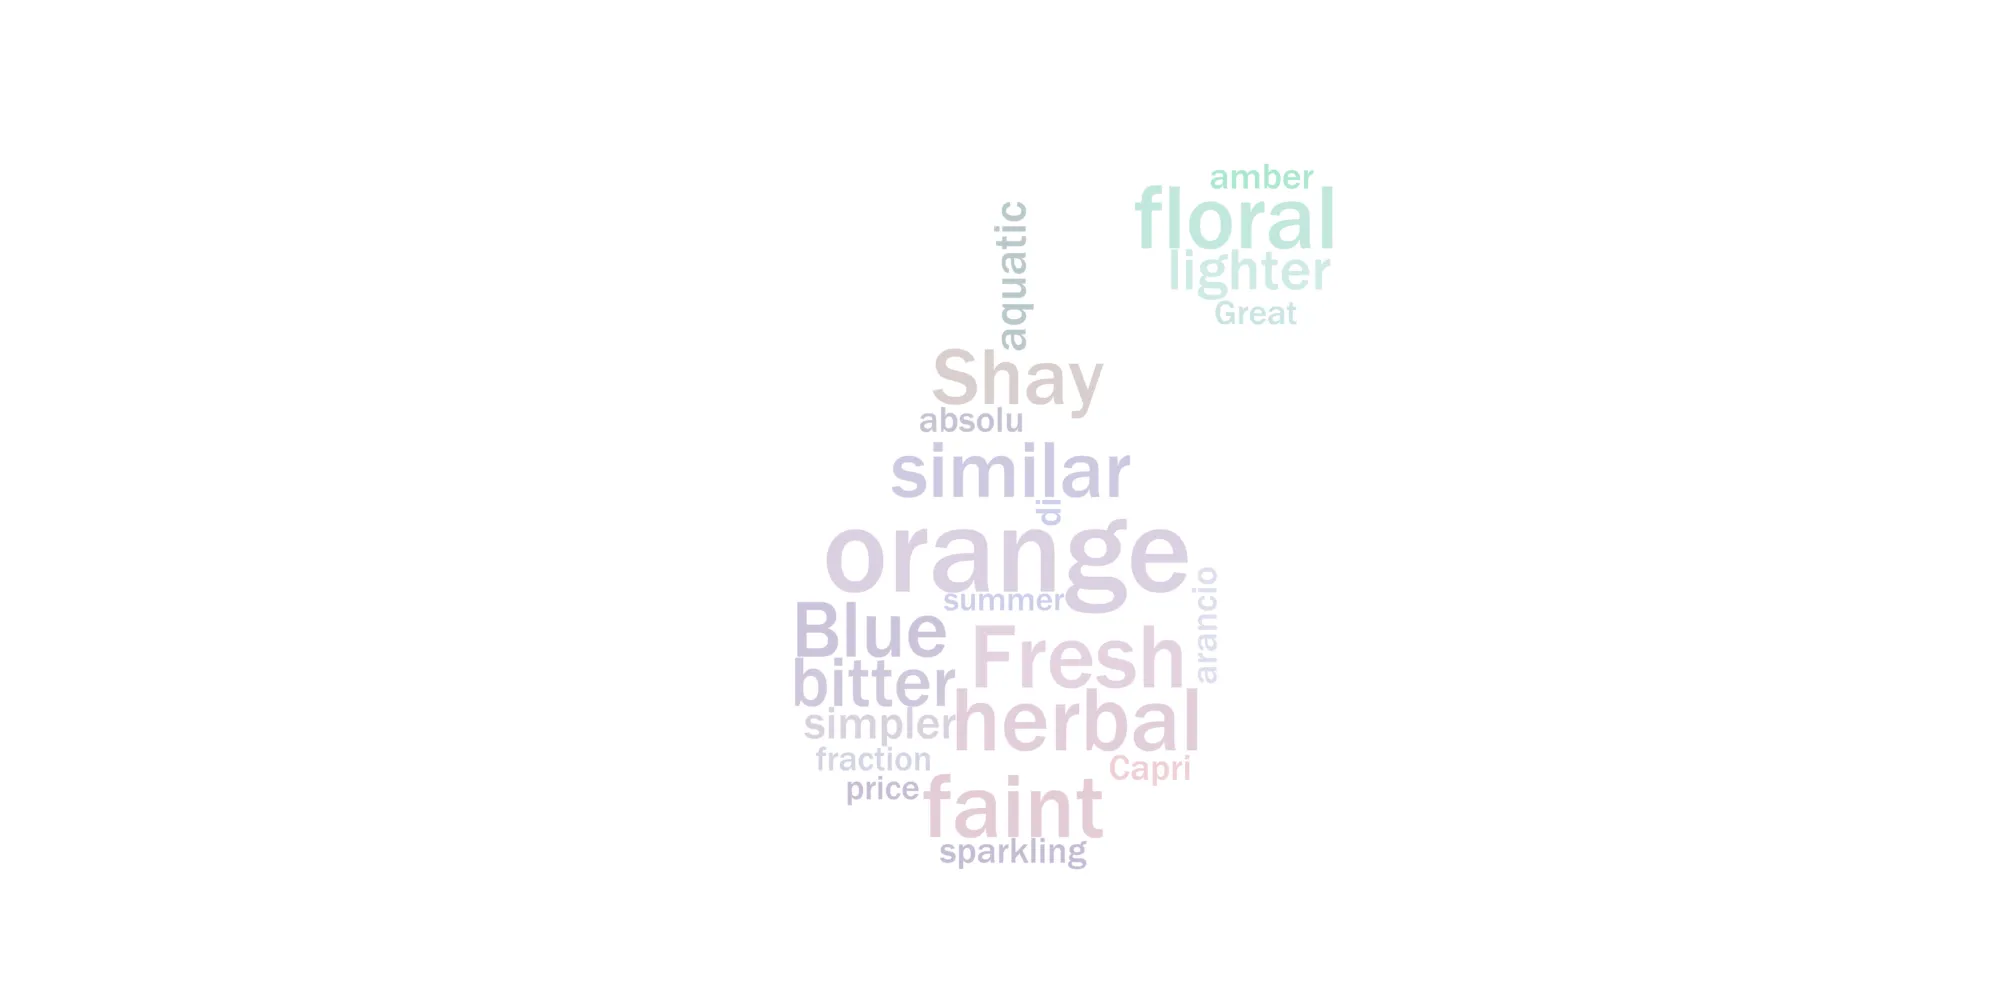 amber
floral
lighter
Great
aquatic
Shay
absolu
similar
di
orange
summer
arancio
Blue
Fresh
bitter
herbal
simpler
fraction
Capri
price
faint
sparkling